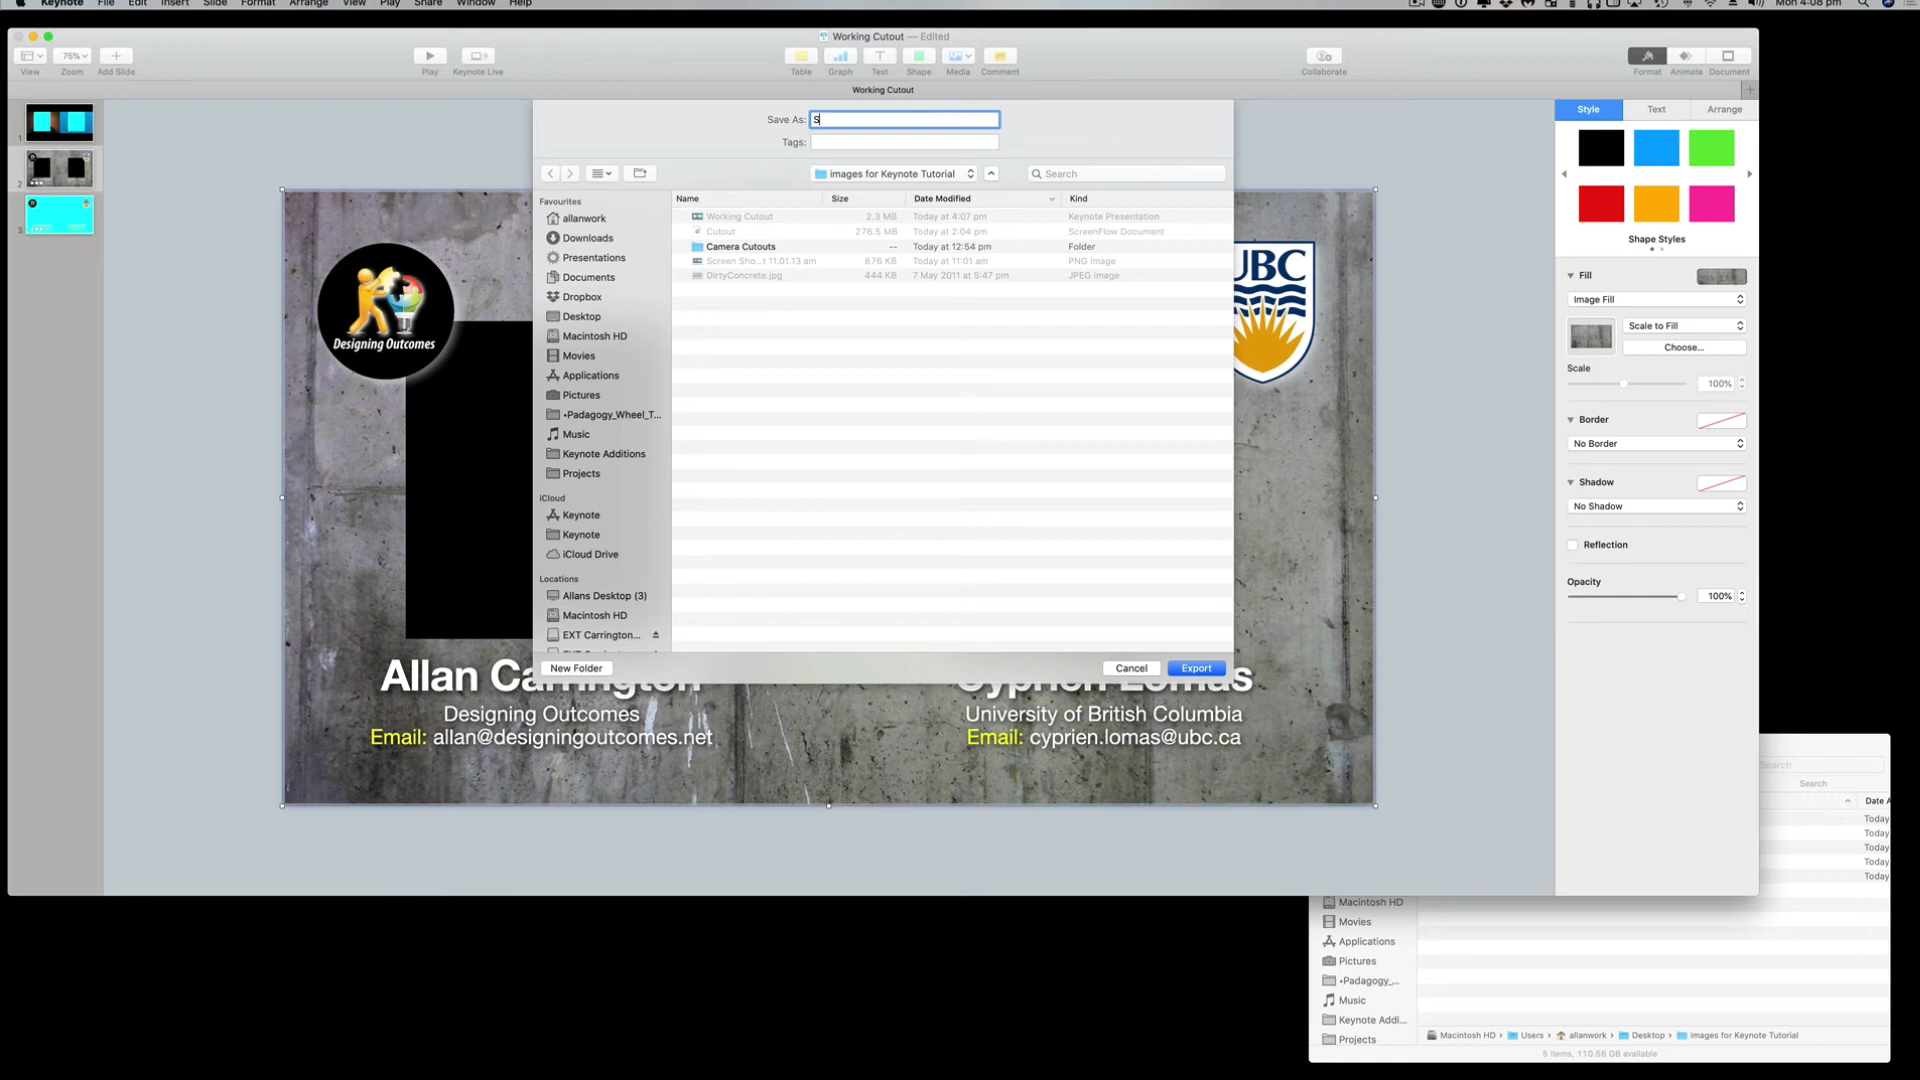 Keynote File Edit Insert Slide Format Arrange View Play Share Window Help
Mon 4:08 pm
Working Cutout — Edited
75%
View Zoom Add Slide
Play Keynote Live
Table Graph Text Shape Media Comment
Collaborate
Format Animate Document
Working Cutout
1
2
3
Save As: S
Tags:
images for Keynote Tutorial
Search
Favourites
allanwork
Downloads
Presentations
Documents
Dropbox
Desktop
Macintosh HD
Movies
Applications
Pictures
•Padagogy_Wheel_T...
Music
Keynote Additions
Projects
iCloud
Keynote
Keynote
iCloud Drive
Locations
Allans Desktop (3)
Macintosh HD
EXT Carrington...
Name Size Date Modified Kind
Working Cutout 2.3 MB Today at 4:07 pm Keynote Presentation
Cutout 276.5 MB Today at 2:04 pm ScreenFlow Document
Camera Cutouts -- Today at 12:54 pm Folder
Screen Sho...t 11.01.13 am 876 KB Today at 11:01 am PNG image
DirtyConcrete.jpg 444 KB 7 May 2011 at 5:47 pm JPEG image
New Folder
Cancel
Export
Designing Outcomes
UBC
Allan Carrington
Designing Outcomes
Email: allan@designingoutcomes.net
Cyprien Lomas
University of British Columbia
Email: cyprien.lomas@ubc.ca
Style Text Arrange
Shape Styles
Fill
Image Fill
Scale to Fill
Choose...
Scale
100%
Border
No Border
Shadow
No Shadow
Reflection
Opacity
100%
Search
Search
Date A
Today
Today
Today
Today
Today
Macintosh HD
Movies
Applications
Pictures
•Padagogy_...
Music
Keynote Addi...
Projects
Macintosh HD › Users › allanwork › Desktop › images for Keynote Tutorial
5 items, 110.56 GB available